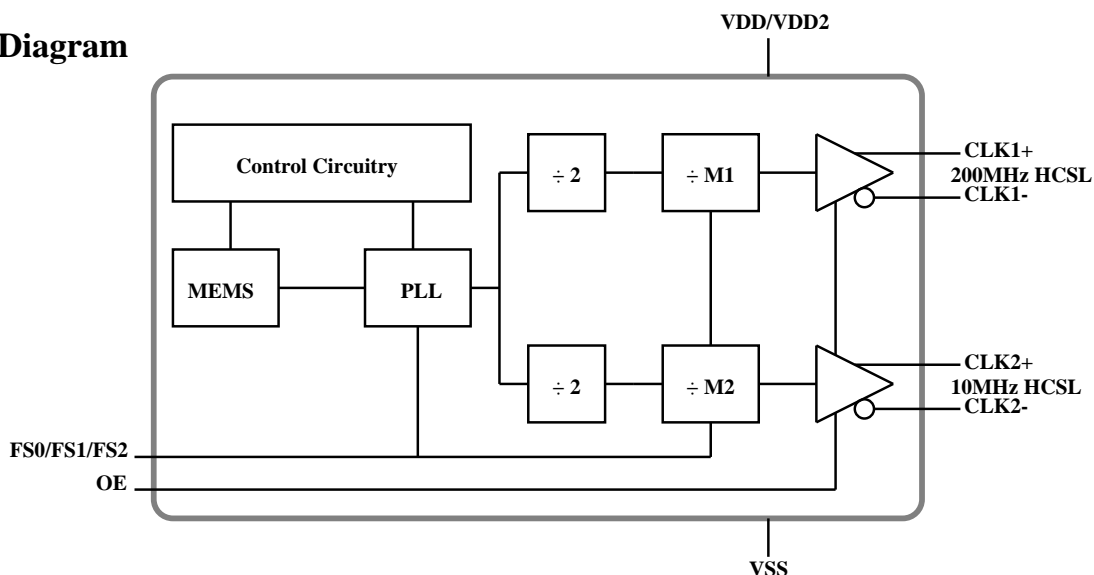 Diagram
VDD/VDD2
Control Circuitry
÷ 2
÷ M1
CLK1+
200MHz HCSL
CLK1-
MEMS
PLL
÷ 2
÷ M2
CLK2+
10MHz HCSL
CLK2-
FS0/FS1/FS2
OE
VSS